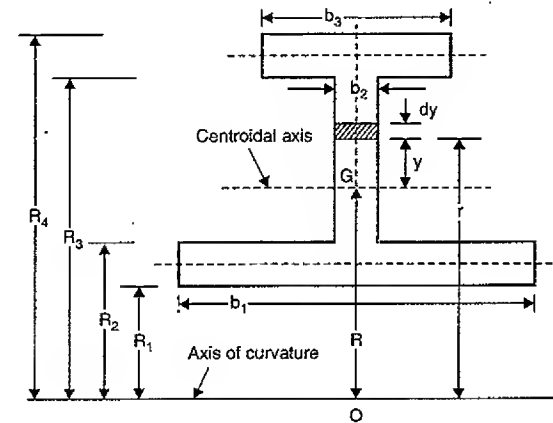 b₃
b₂
dy
Centroidal axis
y
G
r
R₄
R₃
R₂
R₁
b₁
R
Axis of curvature
O